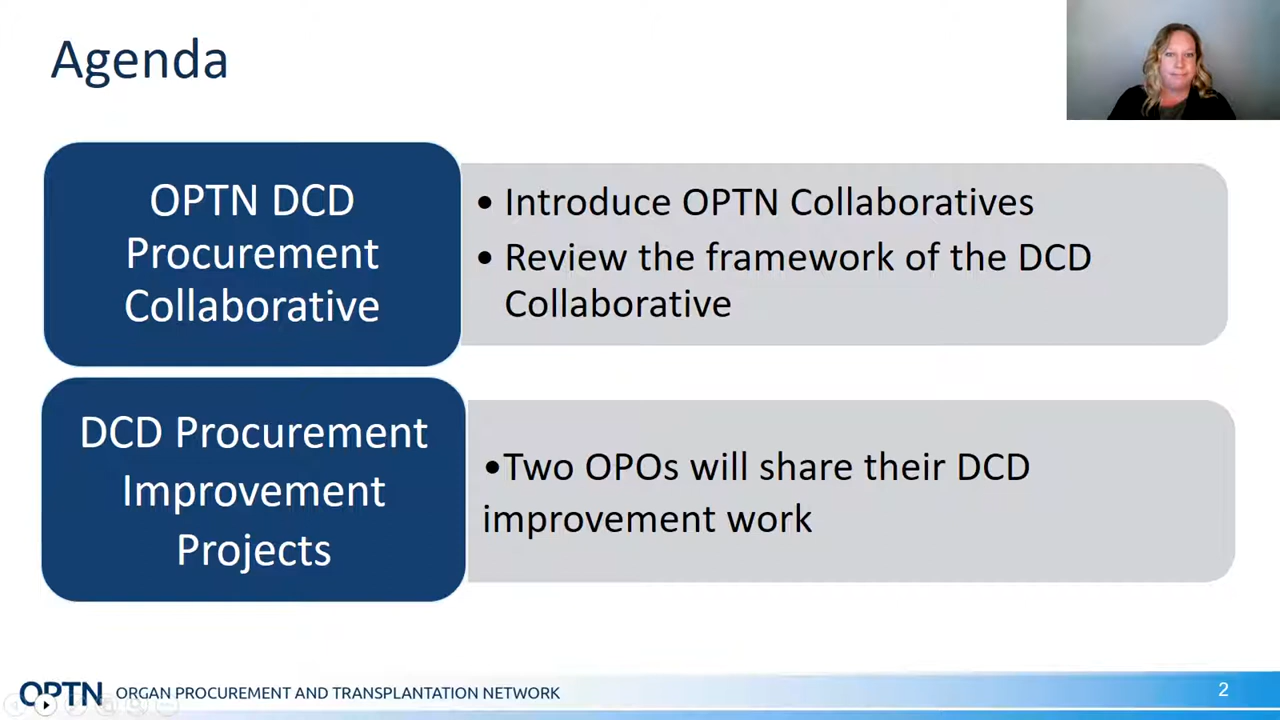 Agenda
OPTN DCD
Procurement
Collaborative
• Introduce OPTN Collaboratives
• Review the framework of the DCD
Collaborative
DCD Procurement
Improvement
Projects
•Two OPOs will share their DCD
improvement work
OPTN ORGAN PROCUREMENT AND TRANSPLANTATION NETWORK
2